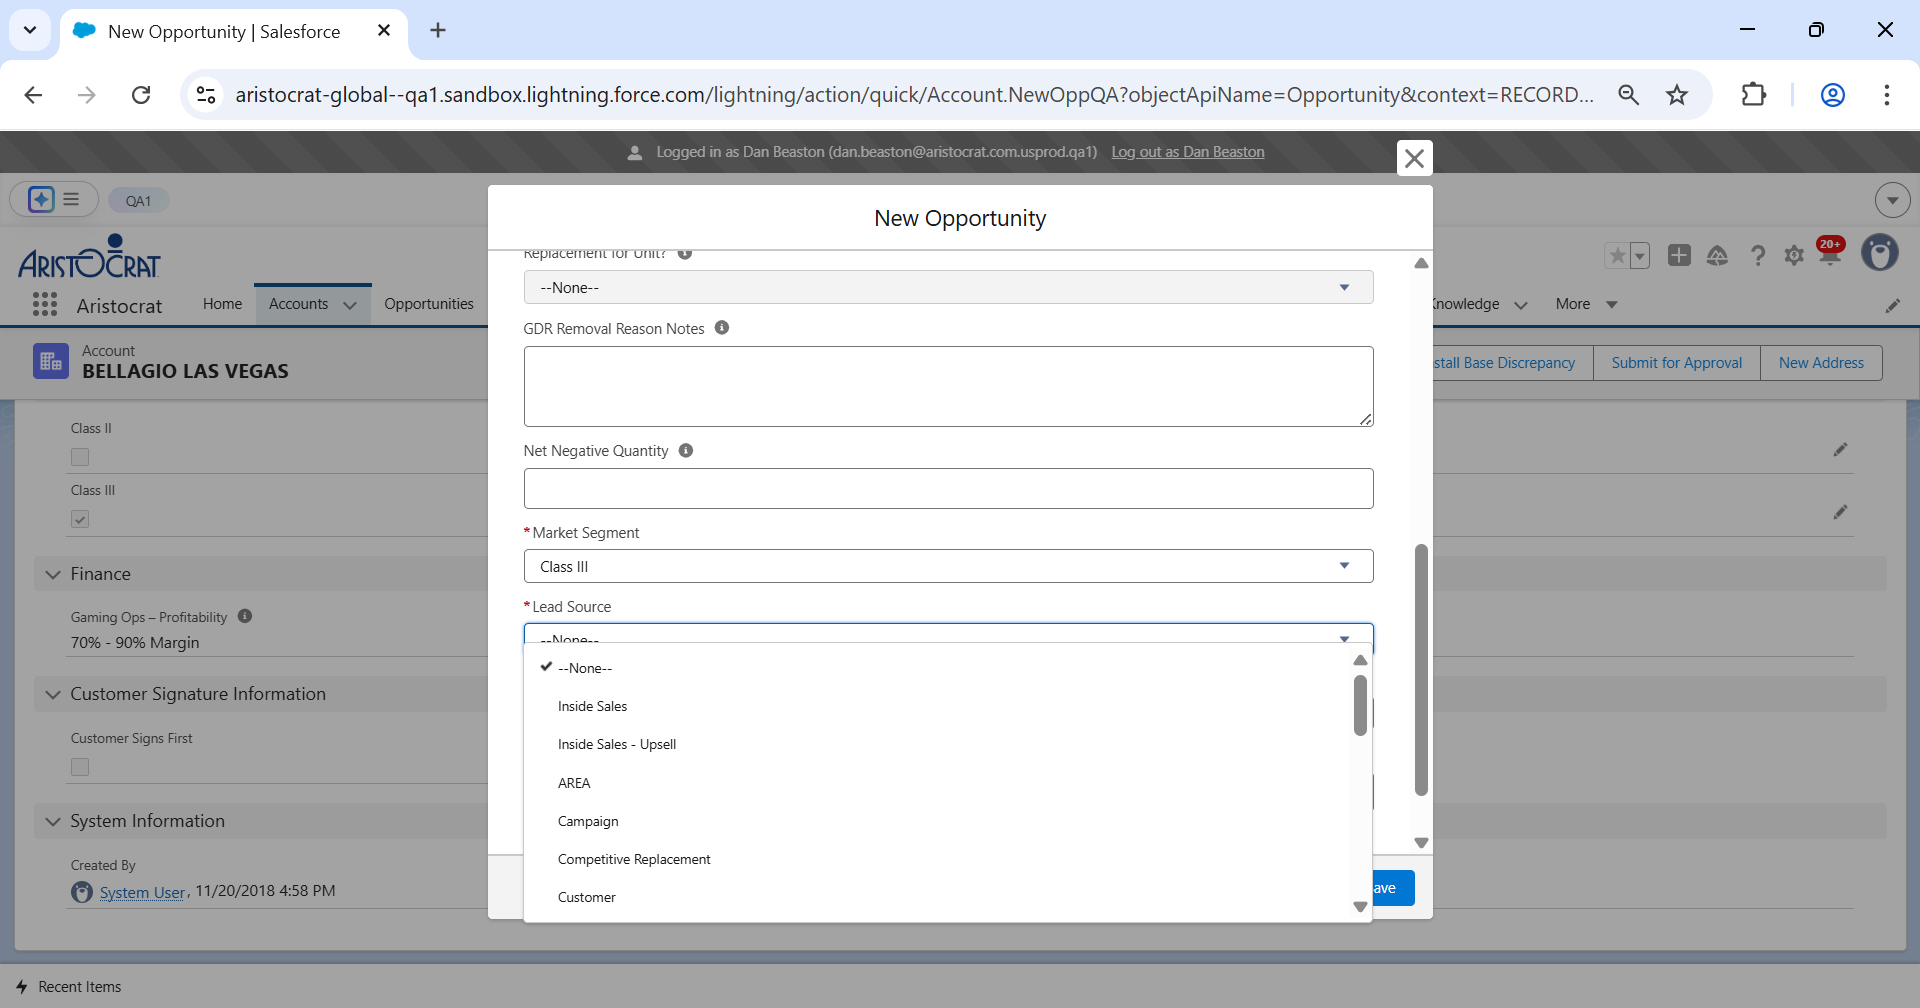 New Opportunity | Salesforce
aristocrat-global--qa1.sandbox.lightning.force.com/lightning/action/quick/Account.NewOppQA?objectApiName=Opportunity&context=RECORD...
Logged in as Dan Beaston (dan.beaston@aristocrat.com.usprod.qa1) Log out as Dan Beaston
QA1
New Opportunity
ARISTOCRAT
20+
Aristocrat
Home
Accounts
Opportunities
Knowledge
More
Account
BELLAGIO LAS VEGAS
stall Base Discrepancy
Submit for Approval
New Address
Class II
Class III
Finance
Gaming Ops – Profitability
70% - 90% Margin
Customer Signature Information
Customer Signs First
System Information
Created By
System User, 11/20/2018 4:58 PM
Replacement for Unit?
--None--
GDR Removal Reason Notes
Net Negative Quantity
*Market Segment
Class III
*Lead Source
--None--
--None--
Inside Sales
Inside Sales - Upsell
AREA
Campaign
Competitive Replacement
Customer
ave
Recent Items